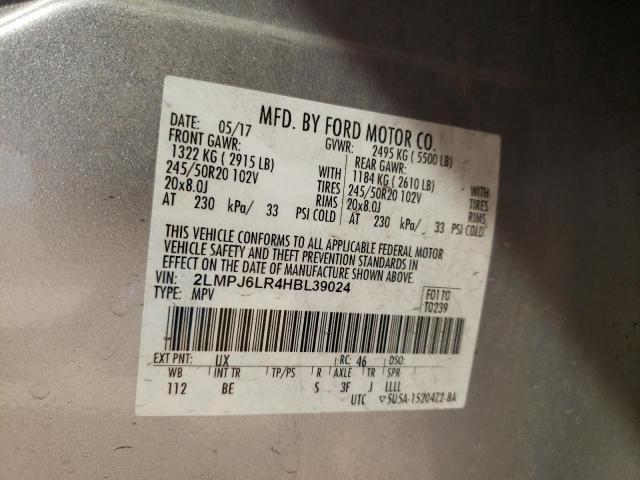 MFD. BY FORD MOTOR CO.
DATE: 05/17 GVWR: 2495 KG ( 5500 LB)
FRONT GAWR: REAR GAWR:
1322 KG ( 2915 LB) WITH 1184 KG ( 2610 LB) WITH
245/50R20 102V TIRES 245/50R20 102V TIRES
20x8.0J RIMS 20x8.0J RIMS
AT 230 kPa/ 33 PSI COLD AT 230 kPa/ 33 PSI COLD
THIS VEHICLE CONFORMS TO ALL APPLICABLE FEDERAL MOTOR
VEHICLE SAFETY AND THEFT PREVENTION STANDARDS IN
EFFECT ON THE DATE OF MANUFACTURE SHOWN ABOVE.
VIN: 2LMPJ6LR4HBL39024
TYPE: MPV
F0110
T0239
EXT PNT: UX RC: 46 DSO:
WB INT TR TP/PS R AXLE TR SPR
112 BE S 3F J LLLL
UTC ▽5U5A-1520472-BA